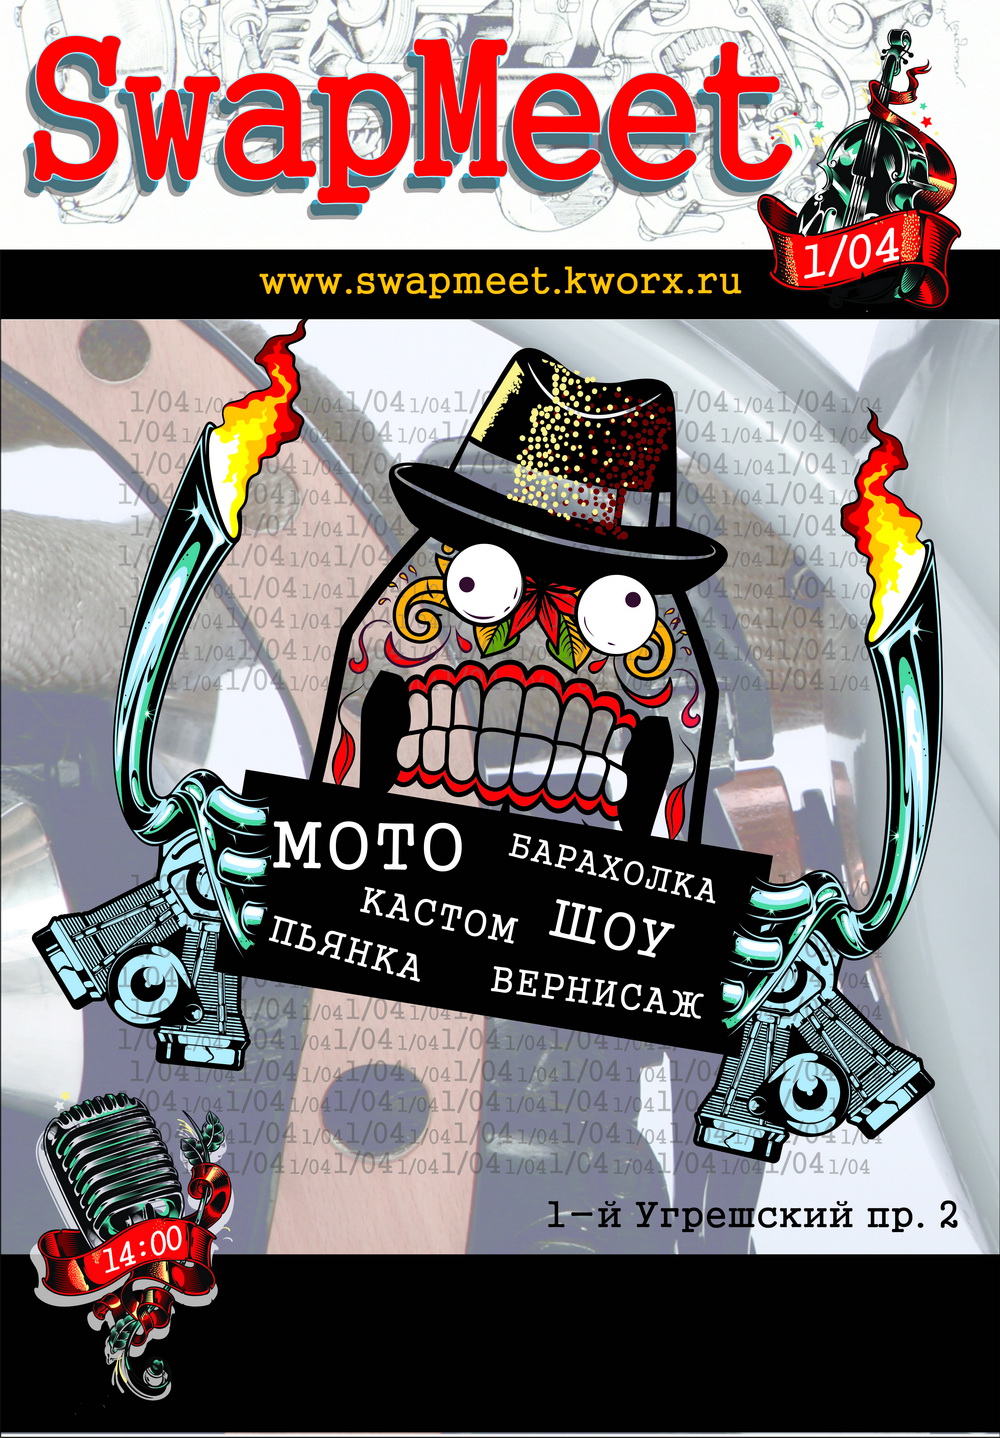 SwapMeet
1/04
www.swapmeet.kworx.ru
МОТО
БАРАХОЛКА
КАСТОМ
ШОУ
ПЬЯНКА
ВЕРНИСАЖ
1-й Угрешский пр. 2
14:00